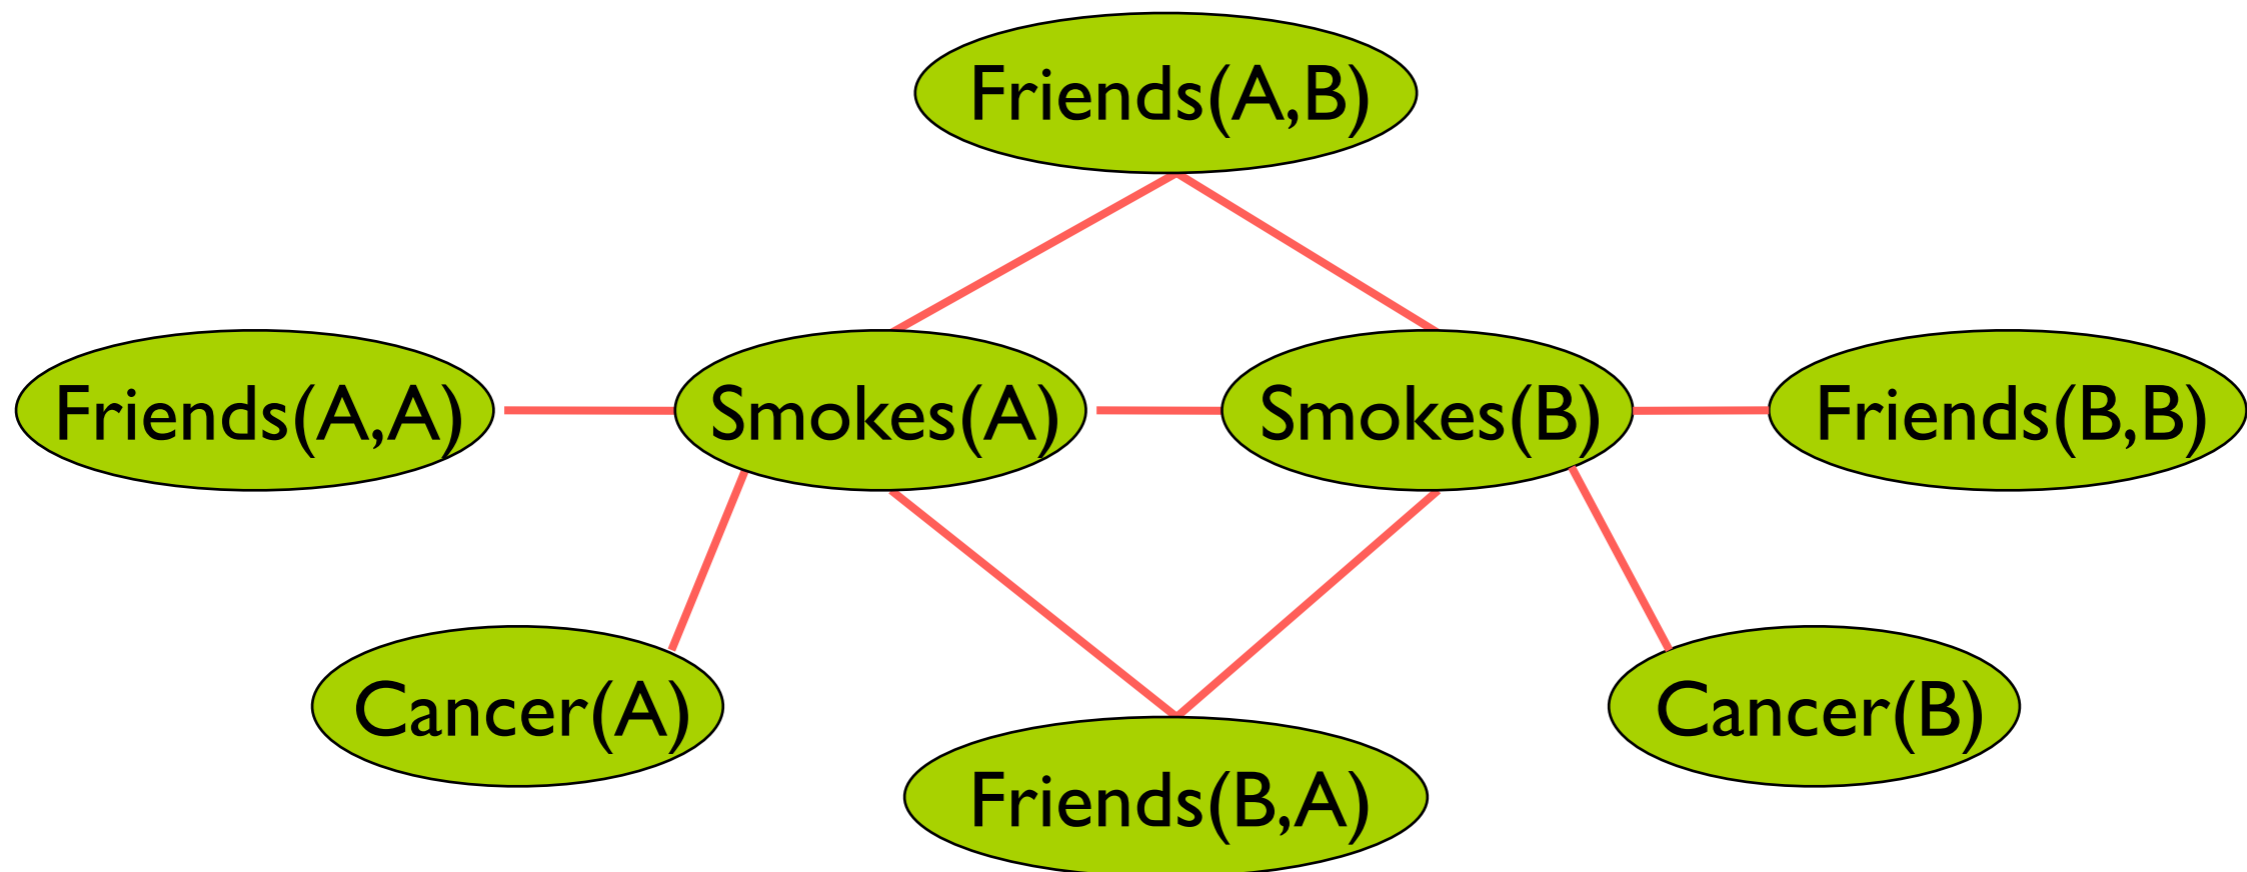 Friends(A,B)
Friends(A,A)
Smokes(A)
Smokes(B)
Friends(B,B)
Cancer(A)
Cancer(B)
Friends(B,A)